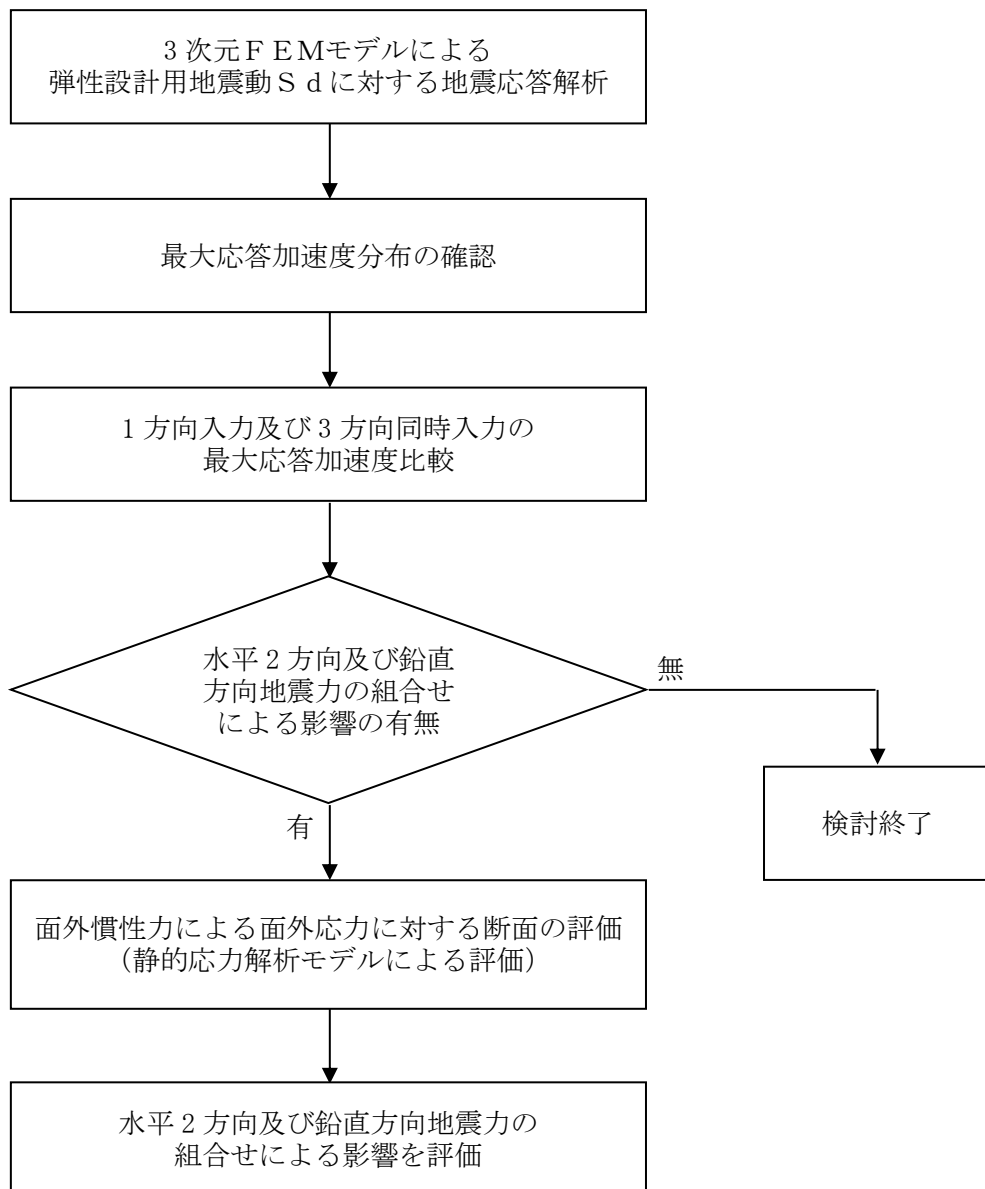 3次元ＦＥＭモデルによる
弾性設計用地震動Ｓｄに対する地震応答解析
最大応答加速度分布の確認
1方向入力及び3方向同時入力の
最大応答加速度比較
水平2方向及び鉛直
方向地震力の組合せ
による影響の有無
無
検討終了
有
面外慣性力による面外応力に対する断面の評価
（静的応力解析モデルによる評価）
水平2方向及び鉛直方向地震力の
組合せによる影響を評価